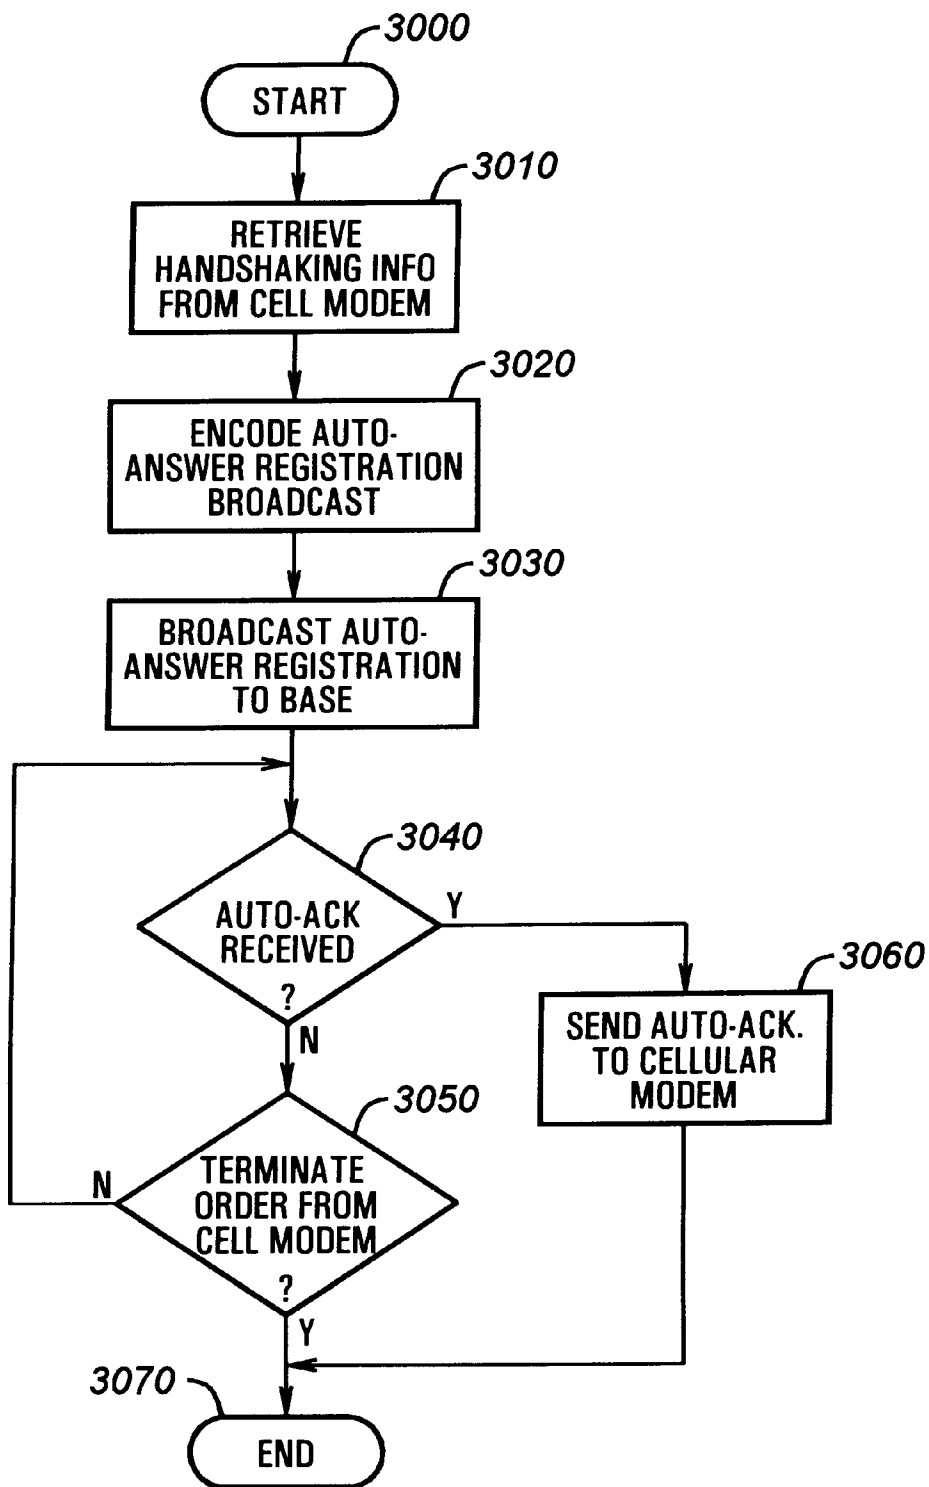 3000
START
3010
RETRIEVE
HANDSHAKING INFO
FROM CELL MODEM
3020
ENCODE AUTO-
ANSWER REGISTRATION
BROADCAST
3030
BROADCAST AUTO-
ANSWER REGISTRATION
TO BASE
3040
AUTO-ACK
RECEIVED
?
Y
N
3060
SEND AUTO-ACK.
TO CELLULAR
MODEM
3050
TERMINATE
ORDER FROM
CELL MODEM
?
N
Y
3070
END